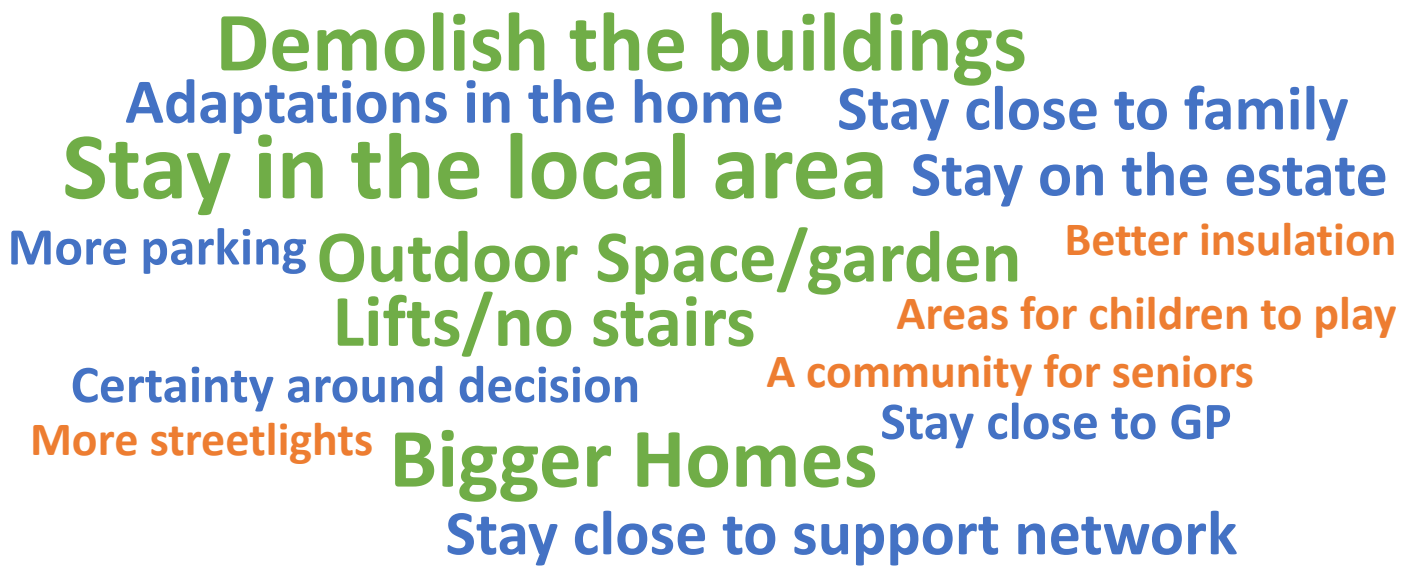 Demolish the buildings
Adaptations in the home
Stay close to family
Stay in the local area
Stay on the estate
More parking
Outdoor Space/garden
Better insulation
Lifts/no stairs
Areas for children to play
Certainty around decision
A community for seniors
Stay close to GP
More streetlights
Bigger Homes
Stay close to support network